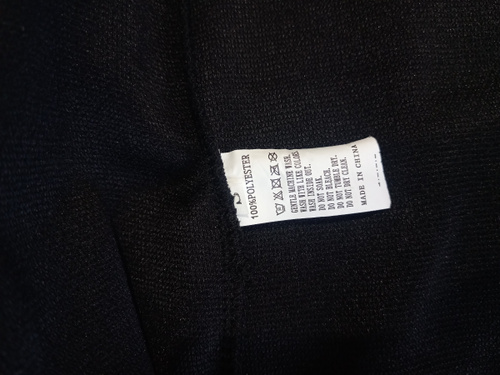 100%POLYESTER
GENTLE MACHINE WASH.
WASH WITH LIKE COLORS
WASH INSIDE OUT.
DO NOT SOAK.
DO NOT BLEACH.
DO NOT TUMBLE DRY.
DO NOT DRY CLEAN.
MADE IN CHINA